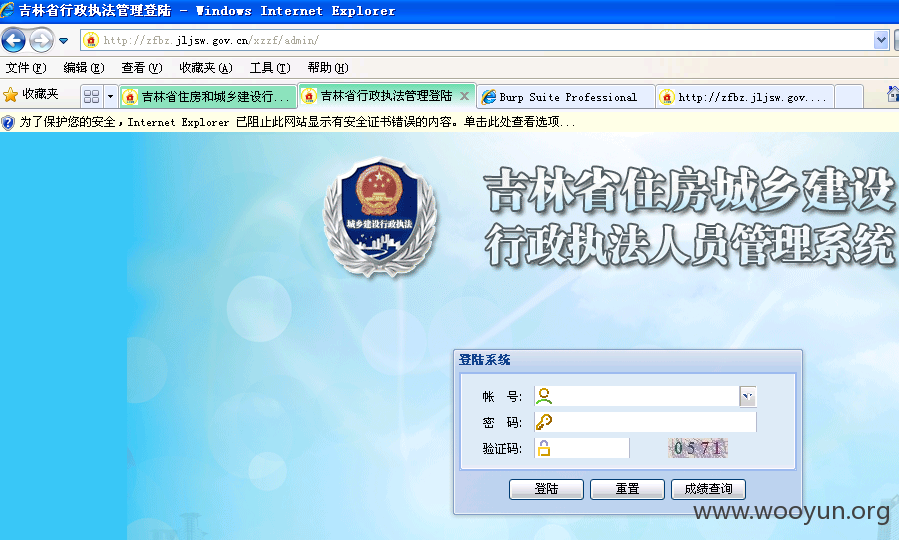 吉林省行政执法管理登陆 - Windows Internet Explorer
http://zfbz.jljsw.gov.cn/xzzf/admin/
文件(F) 编辑(E) 查看(V) 收藏夹(A) 工具(T) 帮助(H)
收藏夹 吉林省住房和城乡建设行... 吉林省行政执法管理登陆 Burp Suite Professional http://zfbz.jljsw.gov....
为了保护您的安全，Internet Explorer 已阻止此网站显示有安全证书错误的内容。单击此处查看选项...
城乡建设行政执法
吉林省住房城乡建设
行政执法人员管理系统
登陆系统
帐 号:
密 码:
验证码: 0571
登陆 重置 成绩查询
www.wooyun.org